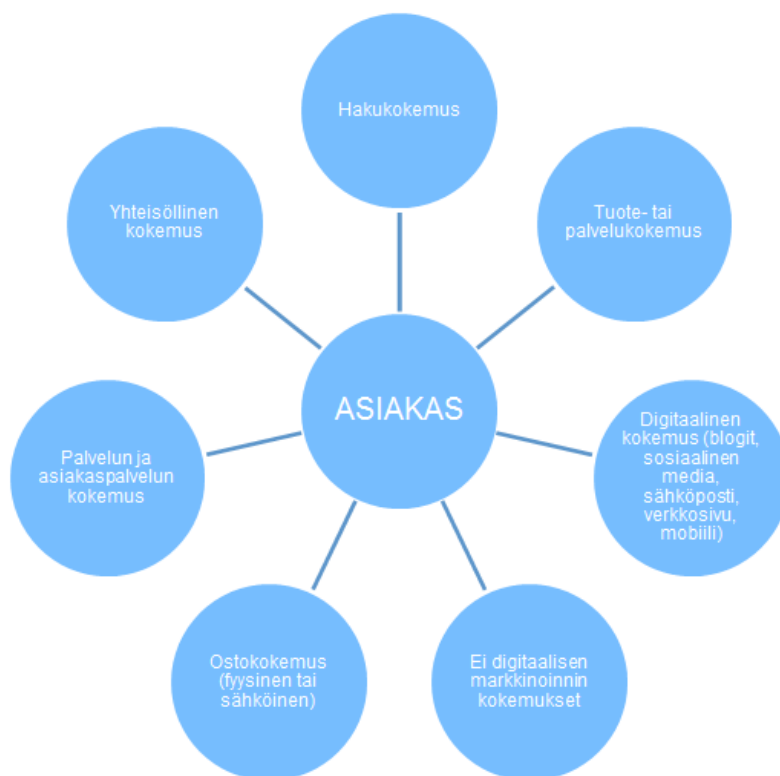 Hakukokemus
Tuote- tai
palvelukokemus
Digitaalinen
kokemus (blogit,
sosiaalinen
media,
sähköposti,
verkkosivu,
mobiili)
Ei digitaalisen
markkinoinnin
kokemukset
Ostokokemus
(fyysinen tai
sähköinen)
Palvelun ja
asiakaspalvelun
kokemus
Yhteisöllinen
kokemus
ASIAKAS